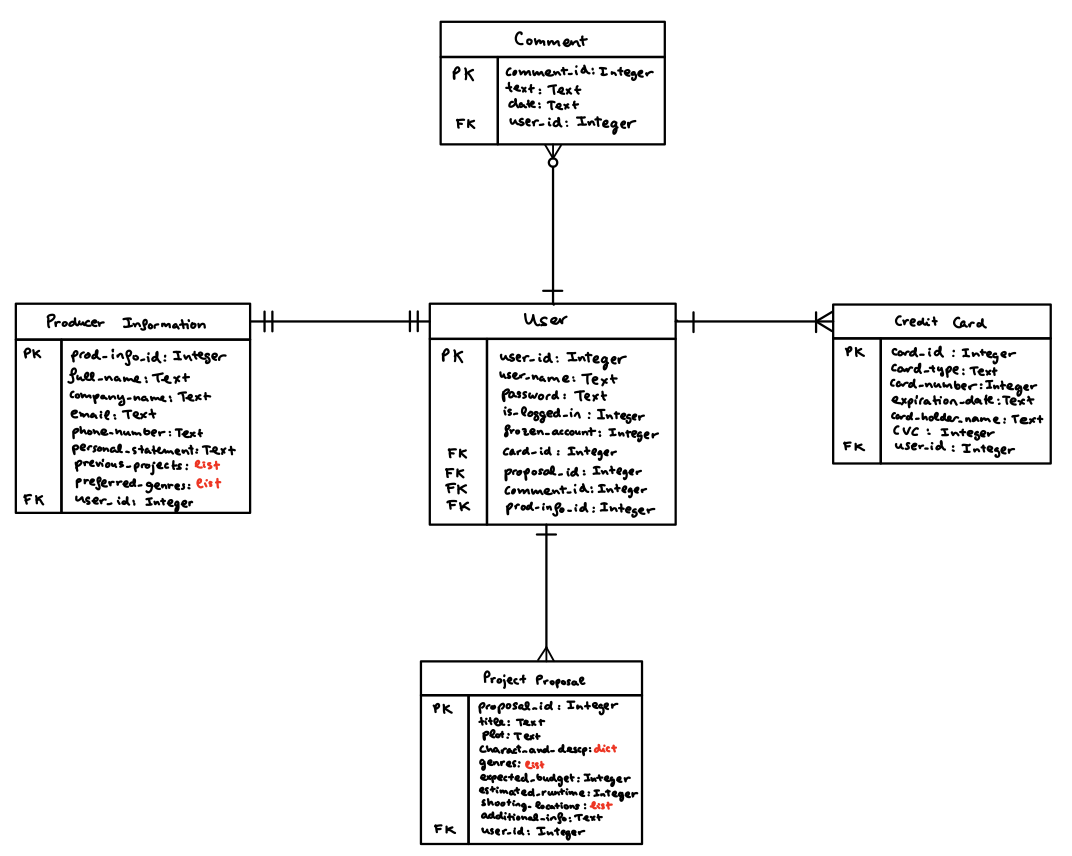 Comment
PK comment_id: Integer
text: Text
date: Text
FK user_id: Integer
Producer Information
PK prod_info_id: Integer
full_name: Text
company_name: Text
email: Text
phone_number: Text
personal_statement: Text
previous_projects: list
preferred_genres: list
FK user_id: Integer
User
PK user_id: Integer
user_name: Text
password: Text
is_logged_in: Integer
frozen_account: Integer
FK card_id: Integer
FK proposal_id: Integer
FK comment_id: Integer
FK prod_info_id: Integer
Credit Card
PK card_id: Integer
card_type: Text
card_number: Integer
expiration_date: Text
card_holder_name: Text
CVC: Integer
FK user_id: Integer
Project Proposal
PK proposal_id: Integer
title: Text
plot: Text
charact_and_descp: dict
genres: list
expected_budget: Integer
estimated_runtime: Integer
shooting_locations: list
additional_info: Text
FK user_id: Integer